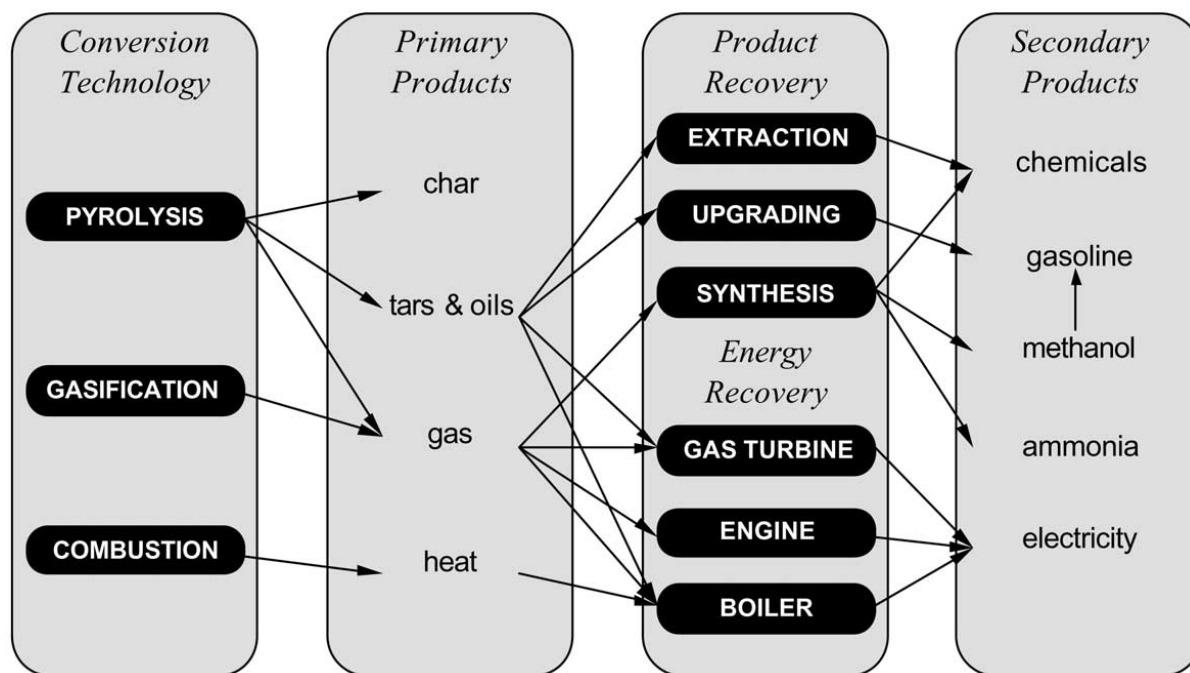 Conversion
Technology
PYROLYSIS
GASIFICATION
COMBUSTION
Primary
Products
char
tars & oils
gas
heat
Product
Recovery
EXTRACTION
UPGRADING
SYNTHESIS
Energy
Recovery
GAS TURBINE
ENGINE
BOILER
Secondary
Products
chemicals
gasoline
methanol
ammonia
electricity